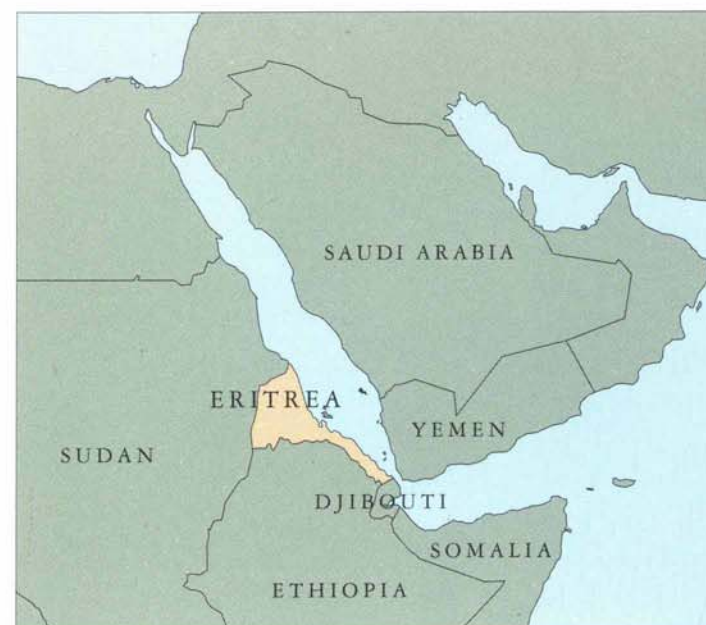 SAUDI ARABIA
ERITREA
YEMEN
SUDAN
DJIBOUTI
SOMALIA
ETHIOPIA